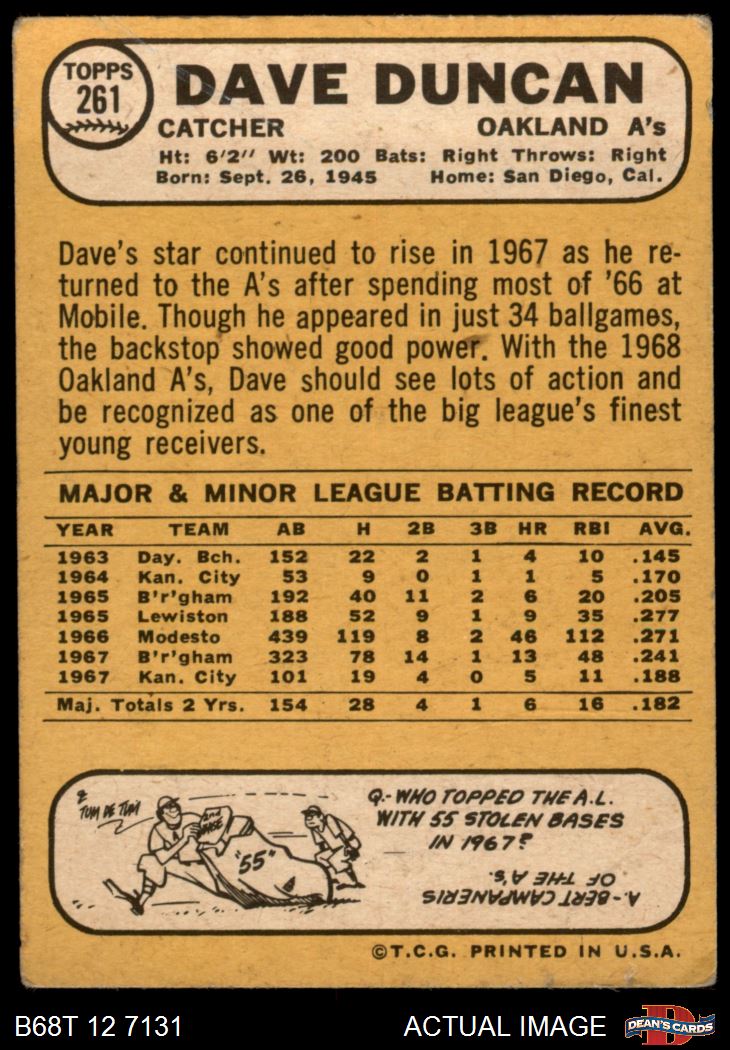 TOPPS
261
DAVE DUNCAN
CATCHER OAKLAND A's
Ht: 6'2" Wt: 200 Bats: Right Throws: Right
Born: Sept. 26, 1945 Home: San Diego, Cal.
Dave's star continued to rise in 1967 as he re-
turned to the A's after spending most of '66 at
Mobile. Though he appeared in just 34 ballgames,
the backstop showed good power. With the 1968
Oakland A's, Dave should see lots of action and
be recognized as one of the big league's finest
young receivers.
MAJOR & MINOR LEAGUE BATTING RECORD
YEAR TEAM AB H 2B 3B HR RBI AVG.
1963 Day. Bch. 152 22 2 1 4 10 .145
1964 Kan. City 53 9 0 1 1 5 .170
1965 B'r'gham 192 40 11 2 6 20 .205
1965 Lewiston 188 52 9 1 9 35 .277
1966 Modesto 439 119 8 2 46 112 .271
1967 B'r'gham 323 78 14 1 13 48 .241
1967 Kan. City 101 19 4 0 5 11 .188
Maj. Totals 2 Yrs. 154 28 4 1 6 16 .182
TUM DE TUM
2nd
BASE
"55"
Q.-WHO TOPPED THE A.L.
WITH 55 STOLEN BASES
IN 1967?
A.-BERT CAMPANERIS
OF THE A's.
©T.C.G. PRINTED IN U.S.A.
B68T 12 7131 ACTUAL IMAGE
D
DEAN'S CARDS